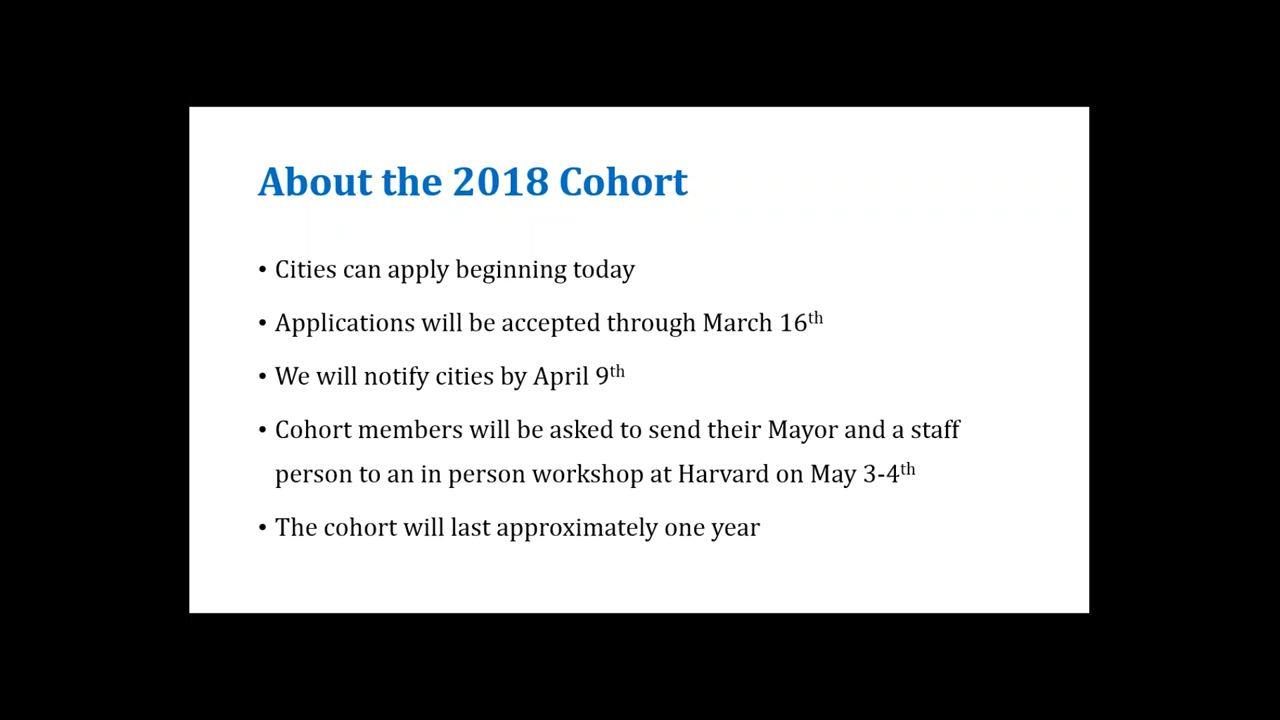 About the 2018 Cohort
• Cities can apply beginning today
• Applications will be accepted through March 16th
• We will notify cities by April 9th
• Cohort members will be asked to send their Mayor and a staff
person to an in person workshop at Harvard on May 3-4th
• The cohort will last approximately one year